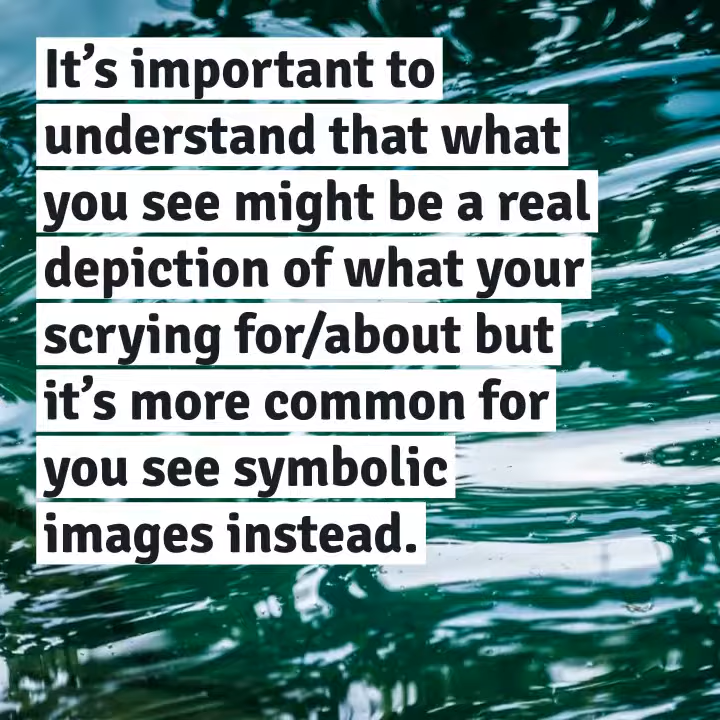 It’s important to
understand that what
you see might be a real
depiction of what your
scrying for/about but
it’s more common for
you see symbolic
images instead.